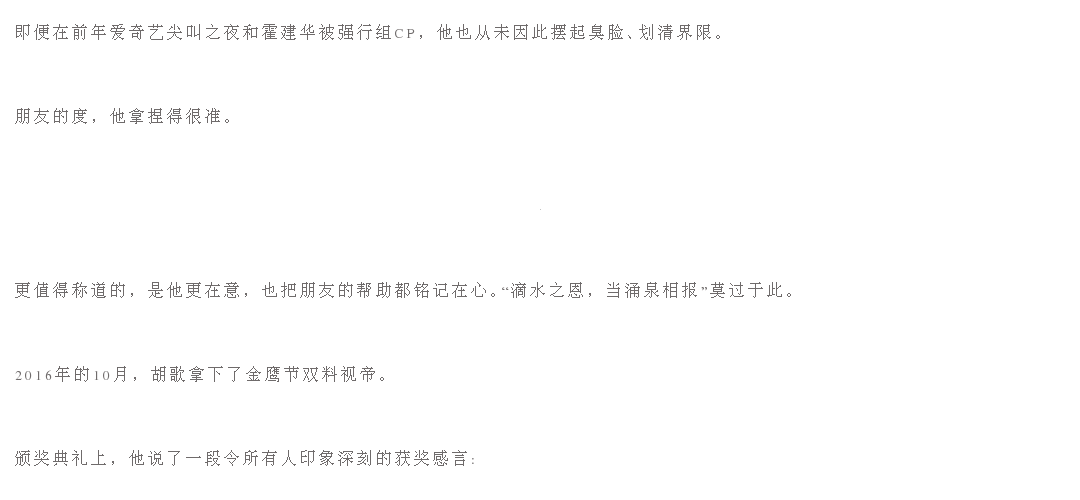 即便在前年爱奇艺尖叫之夜和霍建华被强行组CP，他也从未因此摆起臭脸、划清界限。
朋友的度，他拿捏得很准。
更值得称道的，是他更在意，也把朋友的帮助都铭记在心。“滴水之恩，当涌泉相报”莫过于此。
2016年的10月，胡歌拿下了金鹰节双料视帝。
颁奖典礼上，他说了一段令所有人印象深刻的获奖感言：